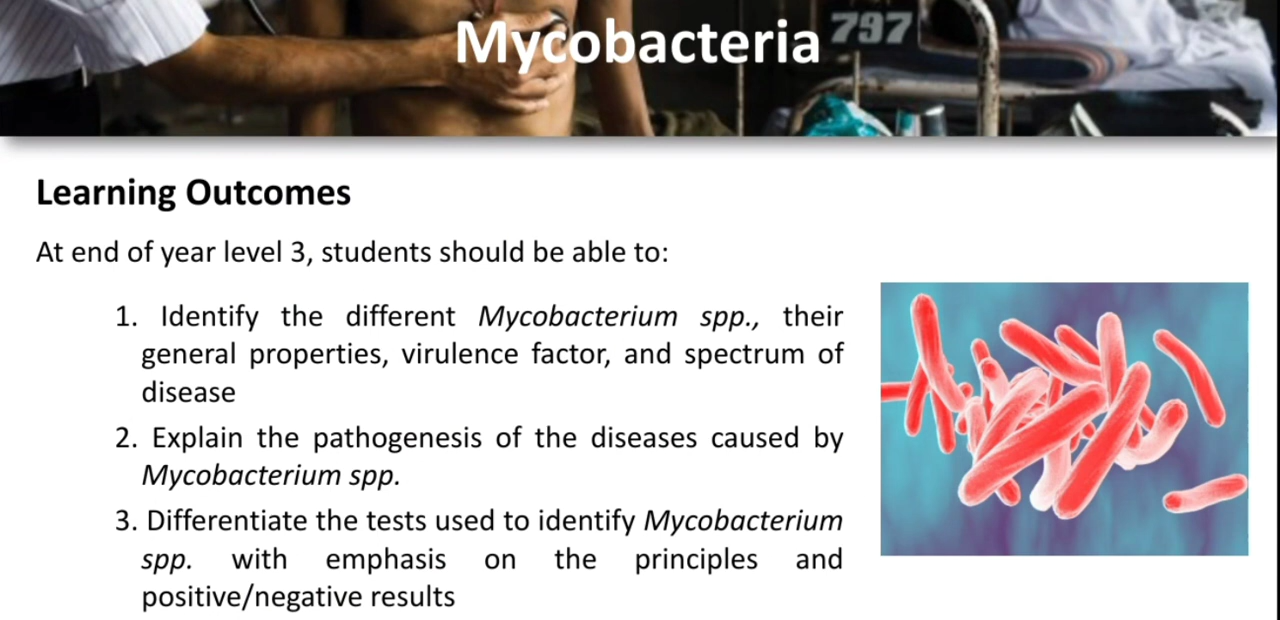 Mycobacteria
797
Learning Outcomes
At end of year level 3, students should be able to:
1. Identify the different Mycobacterium spp., their
general properties, virulence factor, and spectrum of
disease
2. Explain the pathogenesis of the diseases caused by
Mycobacterium spp.
3. Differentiate the tests used to identify Mycobacterium
spp. with emphasis on the principles and
positive/negative results